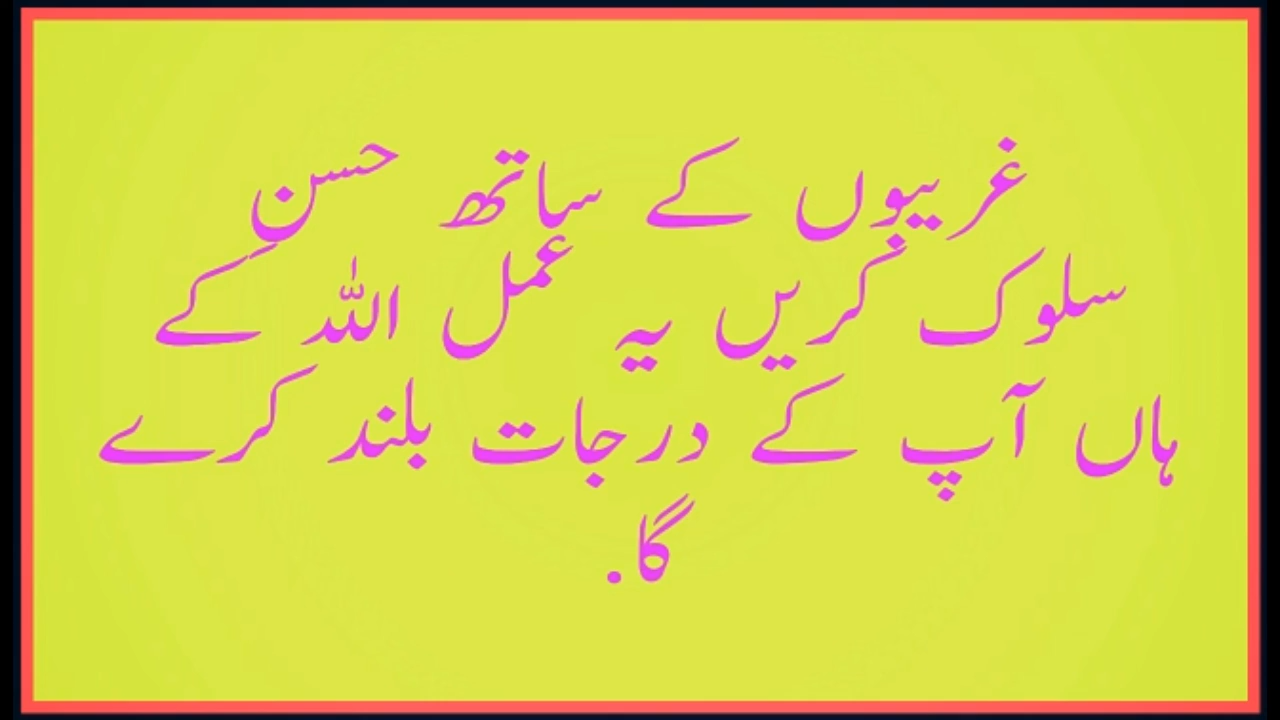 غریبوں کے ساتھ حسنِ
سلوک کریں یہ عمل اللہ کے
ہاں آپ کے درجات بلند کرے
گا.